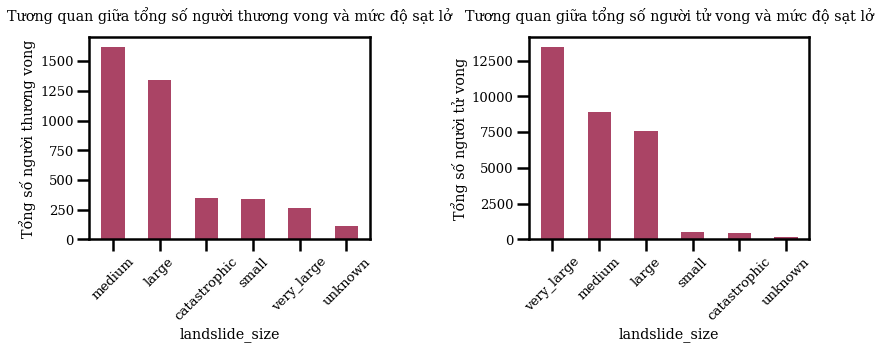 Tương quan giữa tổng số người thương vong và mức độ sạt lở
Tổng số người thương vong
1500
1250
1000
750
500
250
0
medium
large
catastrophic
small
very_large
unknown
landslide_size
Tương quan giữa tổng số người tử vong và mức độ sạt lở
Tổng số người tử vong
12500
10000
7500
5000
2500
0
very_large
medium
large
small
catastrophic
unknown
landslide_size